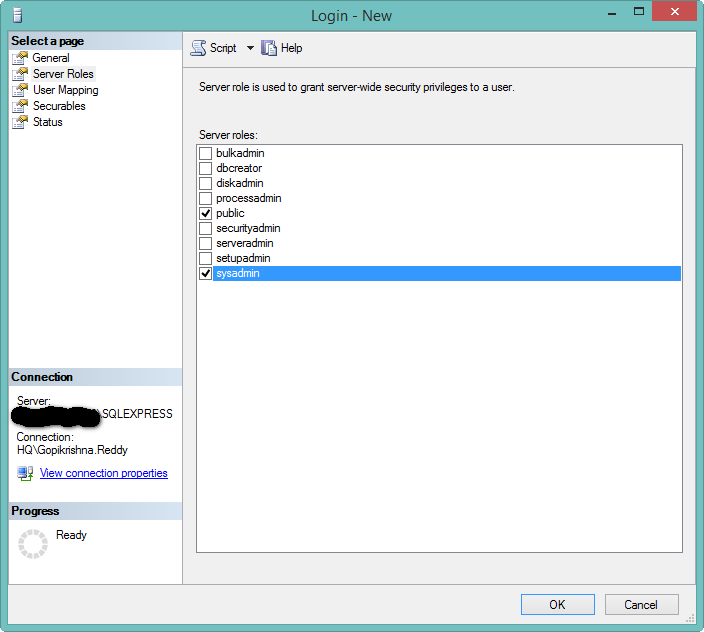 Login - New
Select a page
General
Server Roles
User Mapping
Securables
Status
Script
Help
Server role is used to grant server-wide security privileges to a user.
Server roles:
bulkadmin
dbcreator
diskadmin
processadmin
public
securityadmin
serveradmin
setupadmin
sysadmin
Connection
Server:
\SQLEXPRESS
Connection:
HQ\Gopikrishna.Reddy
View connection properties
Progress
Ready
OK
Cancel